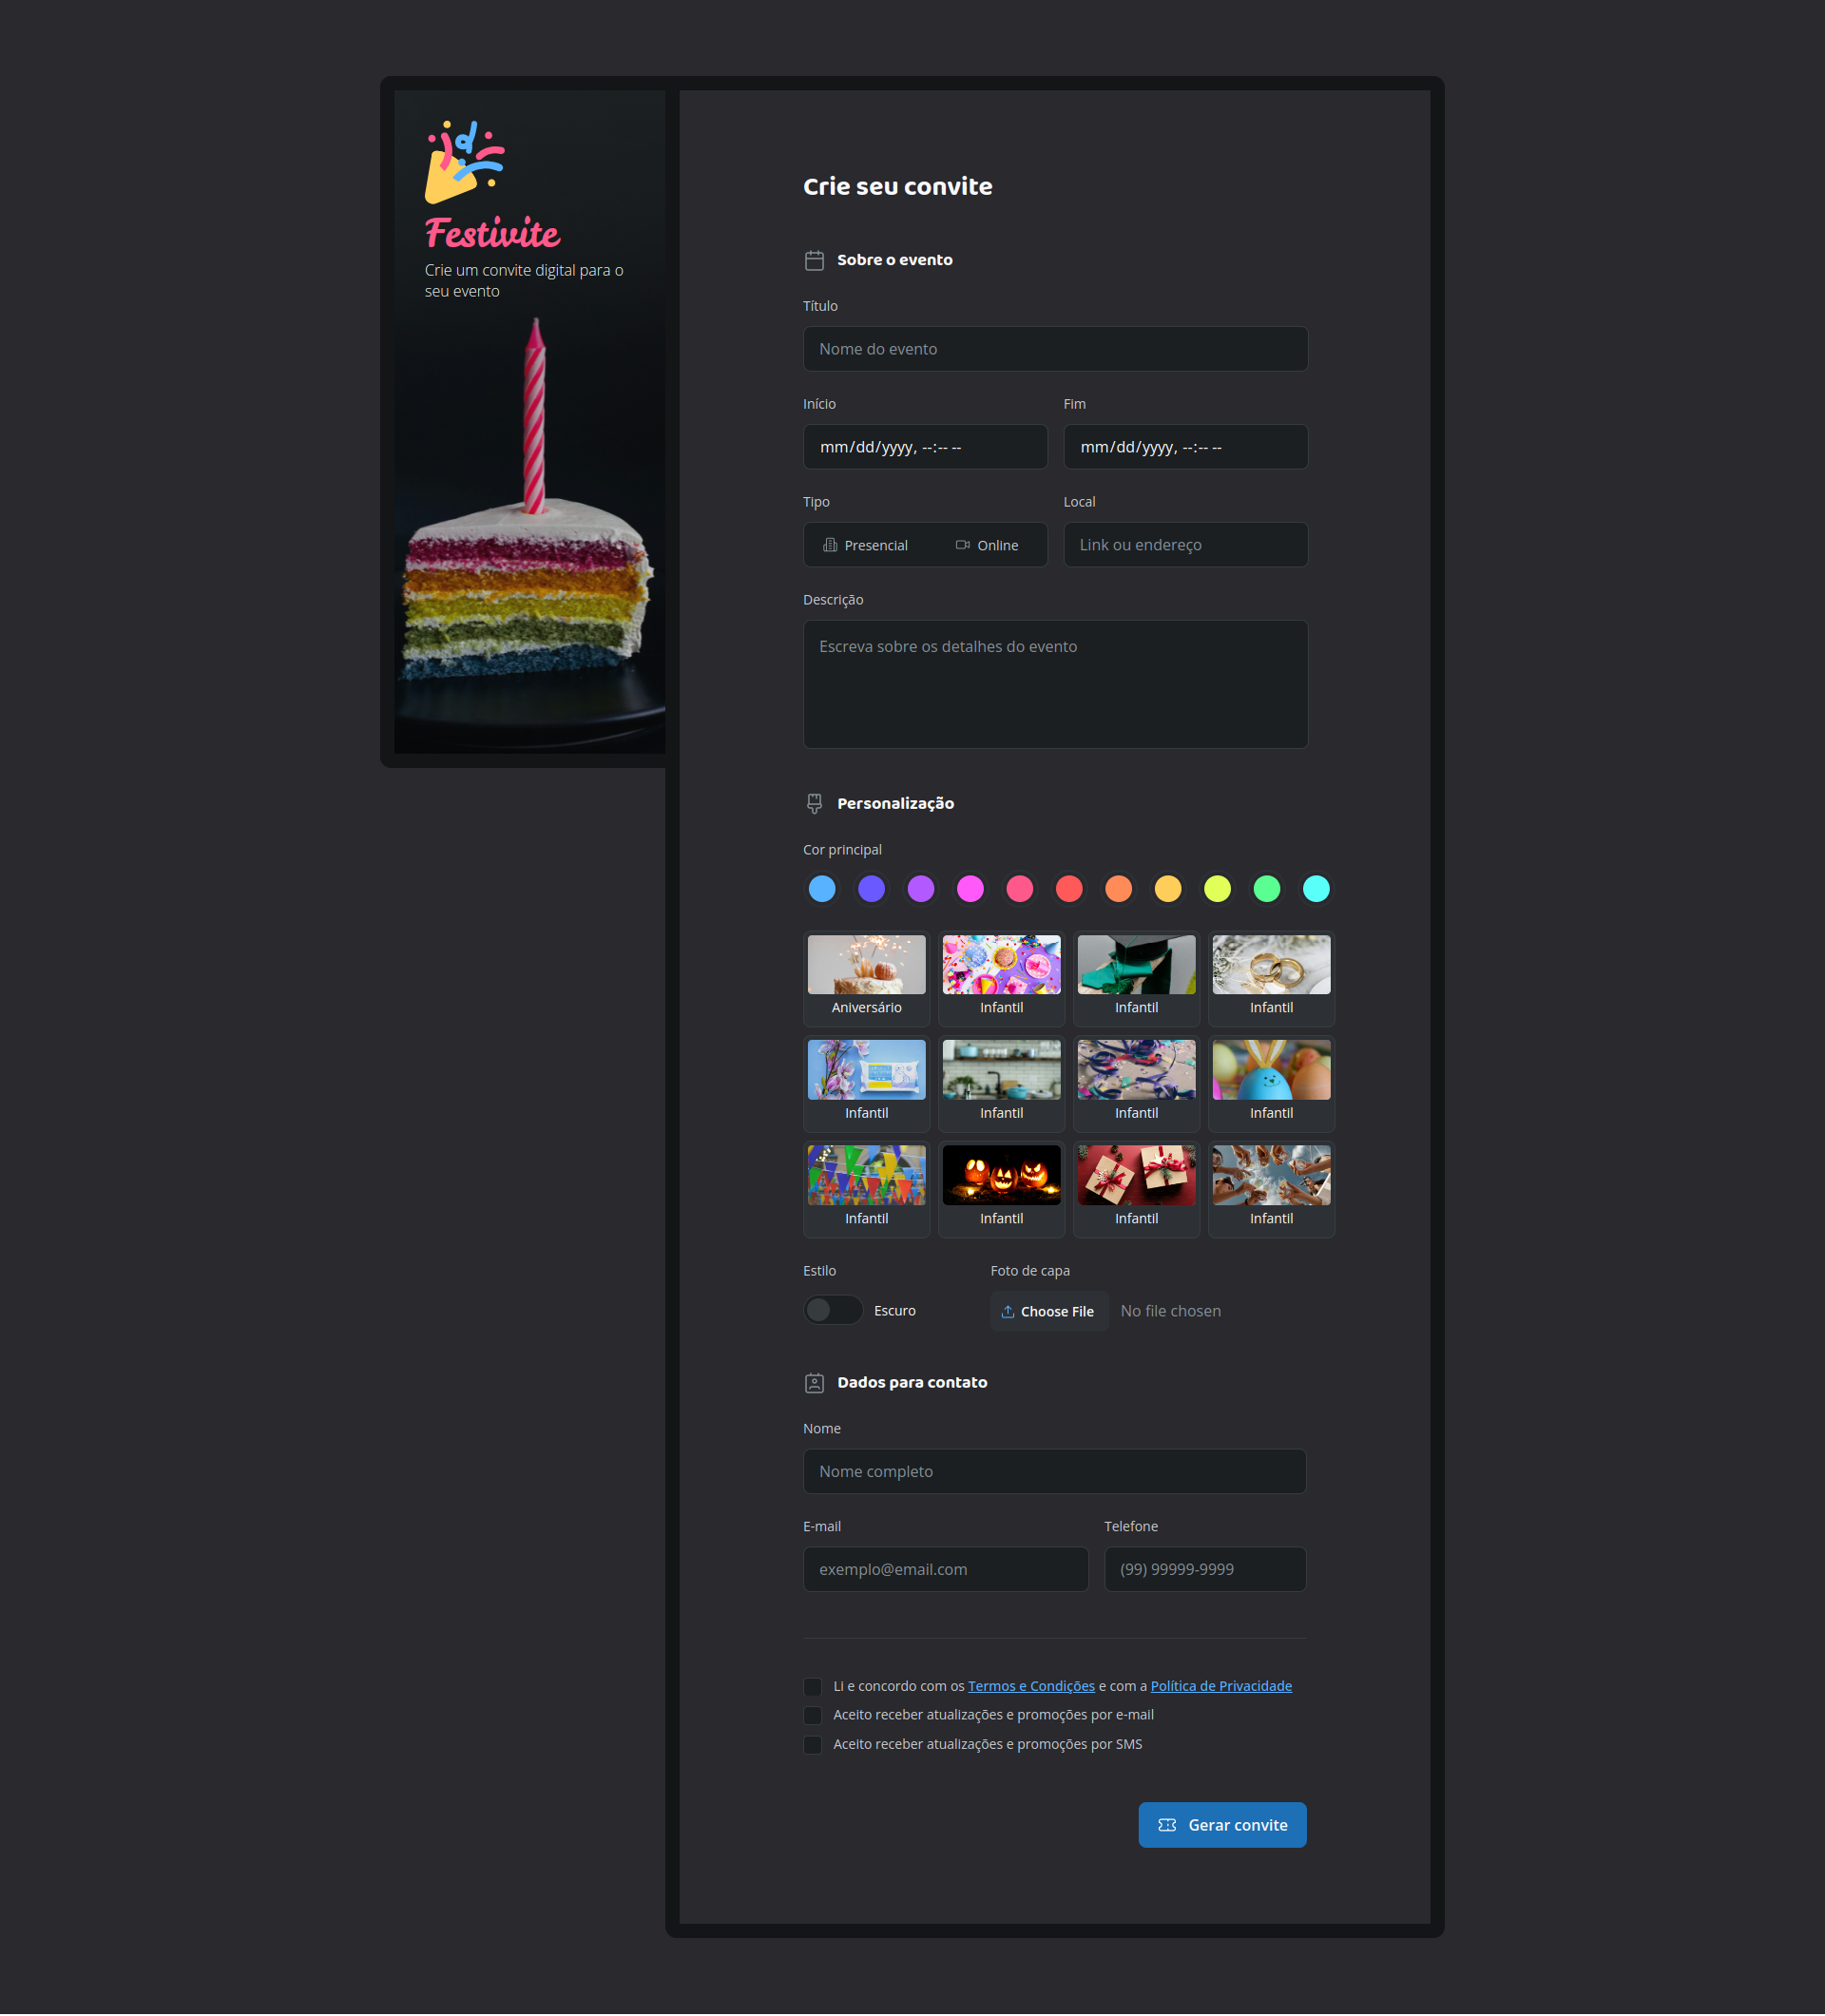 Festivite
Crie um convite digital para o
seu evento
Crie seu convite
Sobre o evento
Título
Nome do evento
Início
Fim
mm/dd/yyyy, --:-- --
mm/dd/yyyy, --:-- --
Tipo
Local
Presencial
Online
Link ou endereço
Descrição
Escreva sobre os detalhes do evento
Personalização
Cor principal
Aniversário
Infantil
Infantil
Infantil
Infantil
Infantil
Infantil
Infantil
Infantil
Infantil
Infantil
Infantil
Estilo
Foto de capa
Escuro
Choose File
No file chosen
Dados para contato
Nome
Nome completo
E-mail
Telefone
exemplo@email.com
(99) 99999-9999
Li e concordo com os Termos e Condições e com a Política de Privacidade
Aceito receber atualizações e promoções por e-mail
Aceito receber atualizações e promoções por SMS
Gerar convite